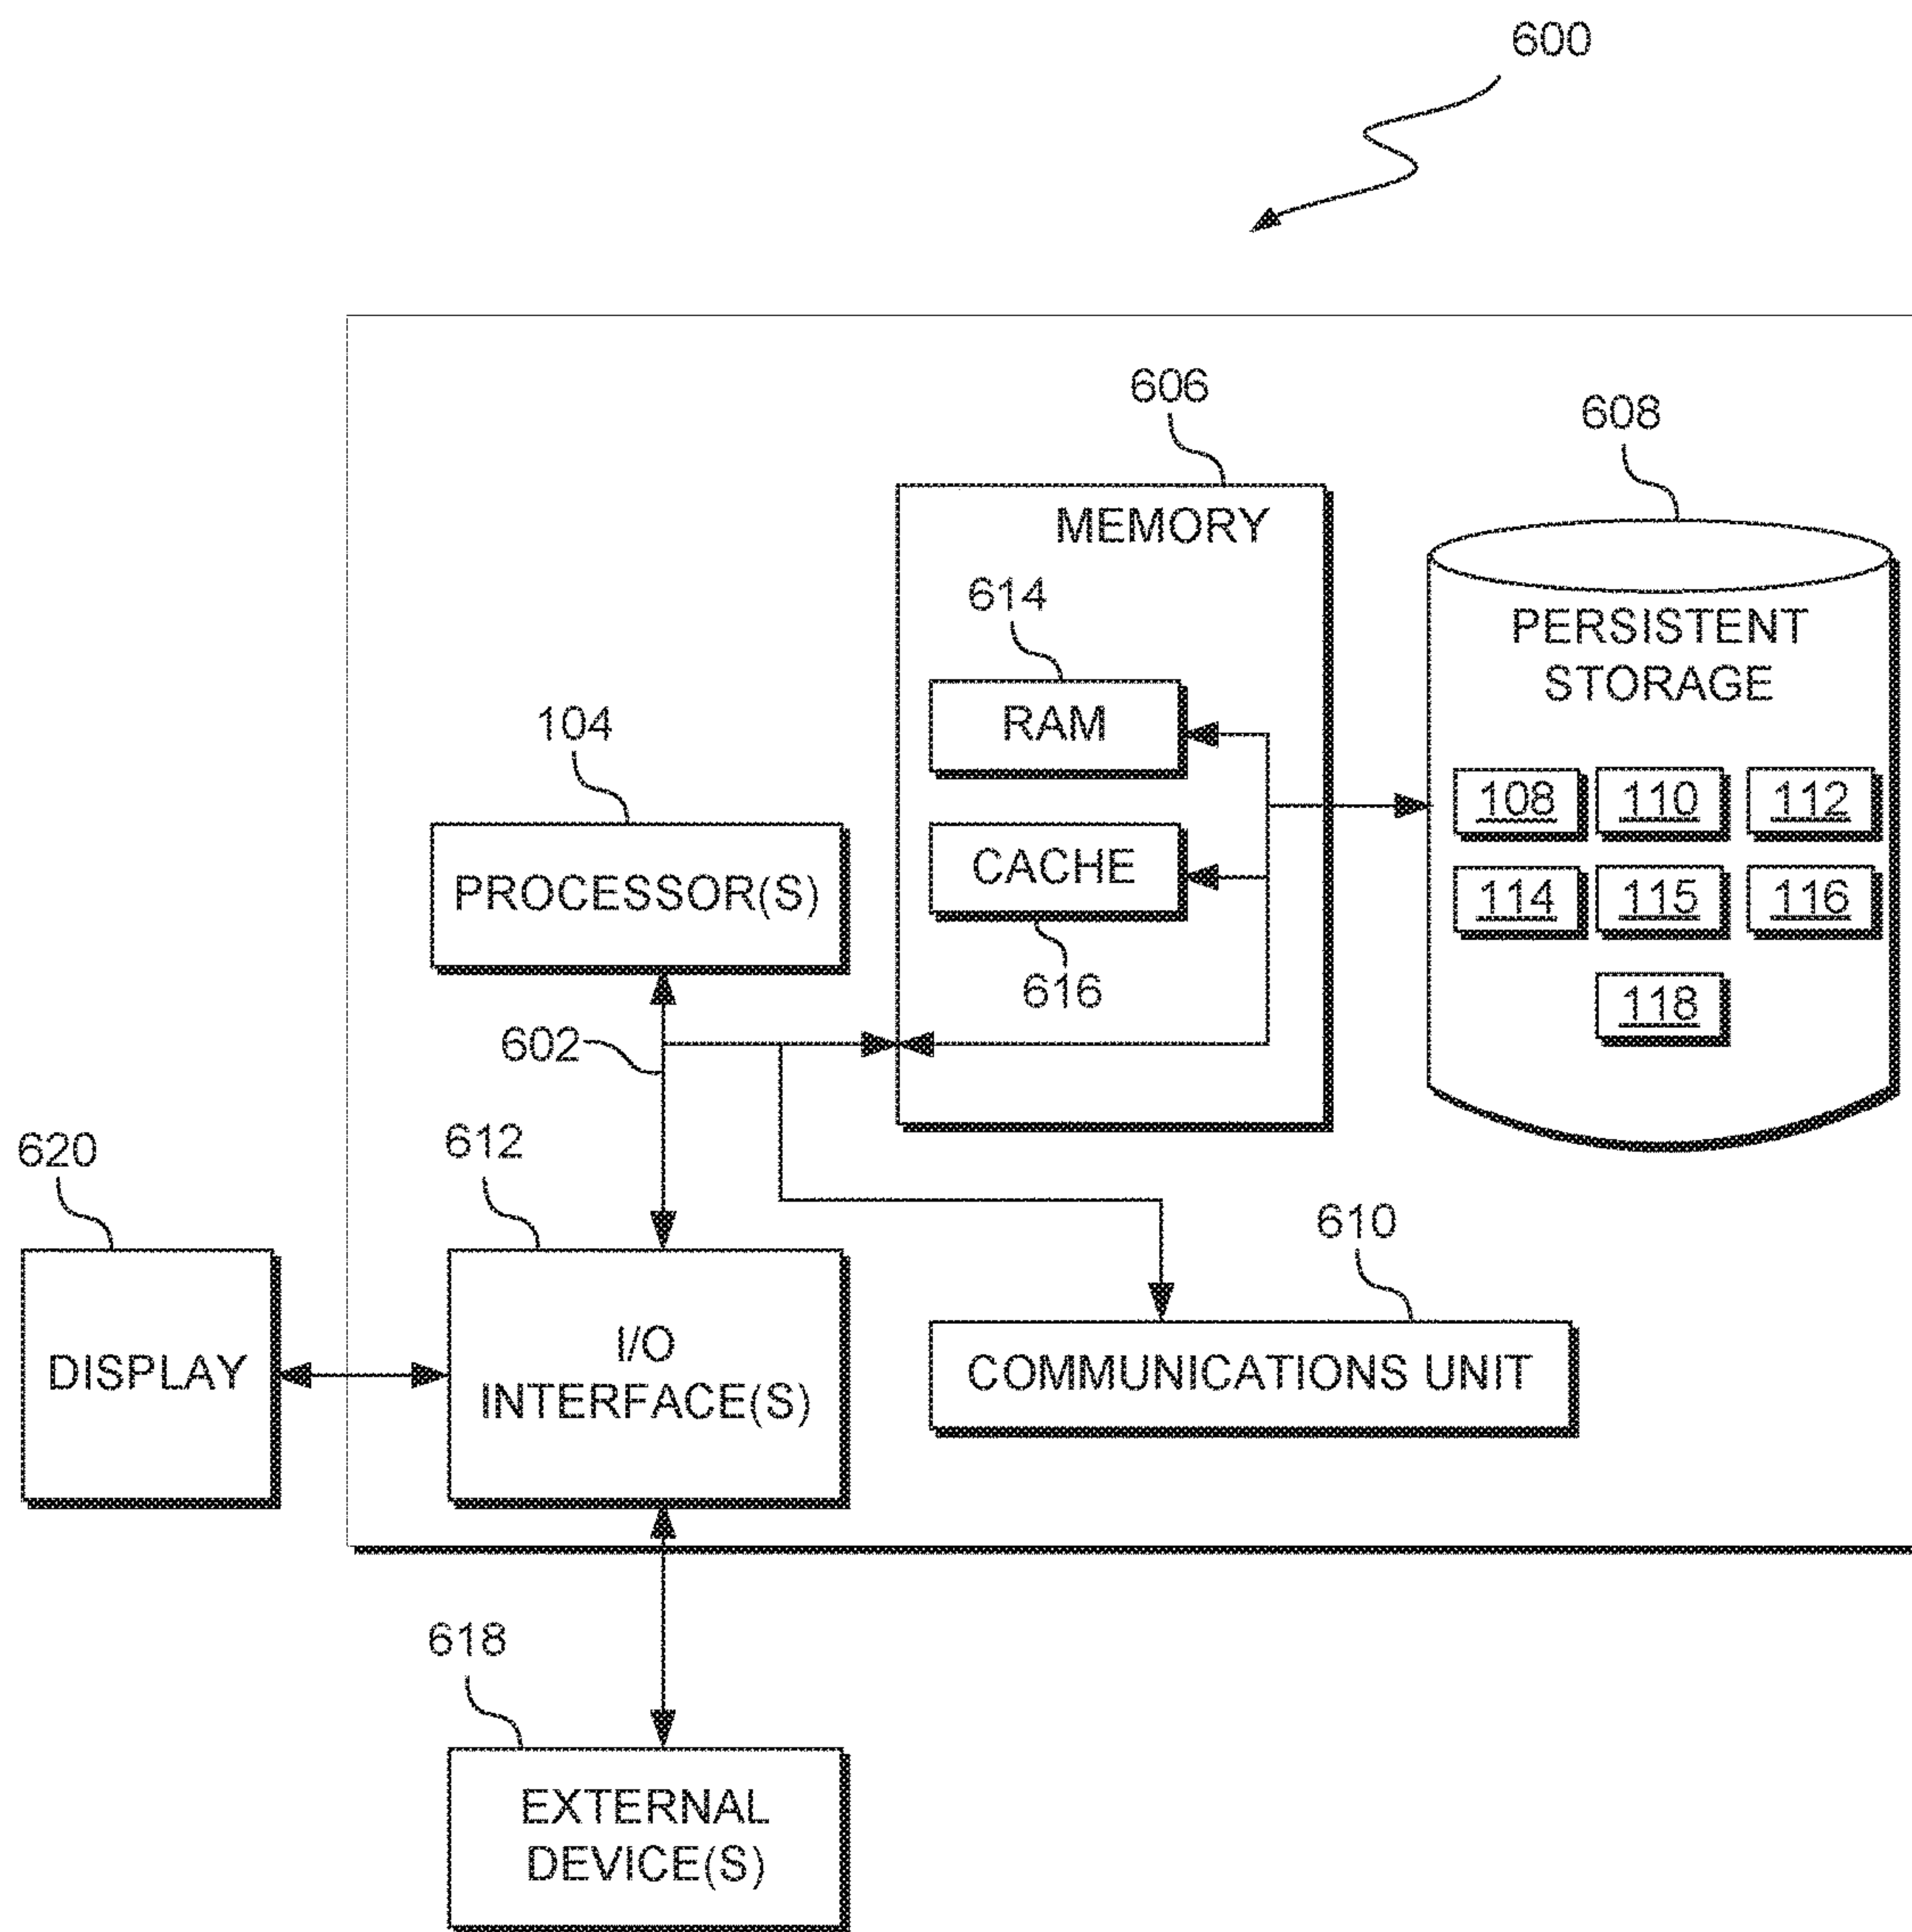 600
606
608
MEMORY
614
PERSISTENT
STORAGE
RAM
104
108 110 112
CACHE
PROCESSOR(S)
114 115 116
616
118
602
620
612
610
I/O
INTERFACE(S)
DISPLAY
COMMUNICATIONS UNIT
618
EXTERNAL
DEVICE(S)